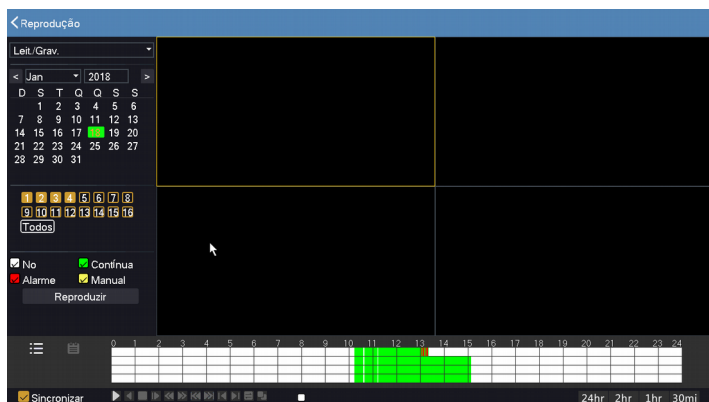 Reprodução
Leit./Grav.
< Jan 2018 >
D S T Q Q S S
1 2 3 4 5 6
7 8 9 10 11 12 13
14 15 16 17 18 19 20
21 22 23 24 25 26 27
28 29 30 31
1 2 3 4 5 6 7 8
9 10 11 12 13 14 15 16
Todos
No Contínua
Alarme Manual
Reproduzir
0 1 2 3 4 5 6 7 8 9 10 11 12 13 14 15 16 17 18 19 20 21 22 23 24
Sincronizar
24hr 2hr 1hr 30mi